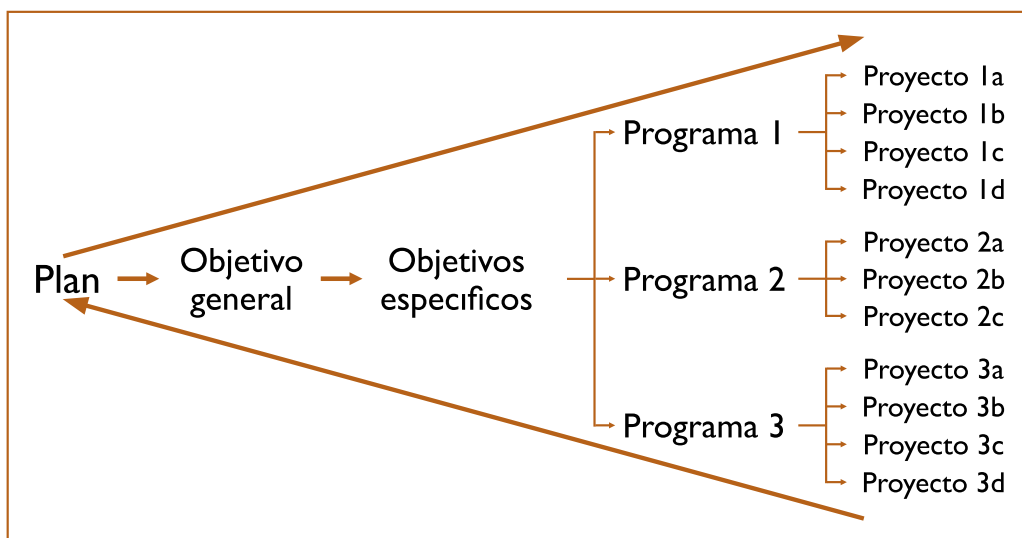 Plan
Objetivo
general
Objetivos
específicos
Programa 1
Proyecto 1a
Proyecto 1b
Proyecto 1c
Proyecto 1d
Programa 2
Proyecto 2a
Proyecto 2b
Proyecto 2c
Programa 3
Proyecto 3a
Proyecto 3b
Proyecto 3c
Proyecto 3d